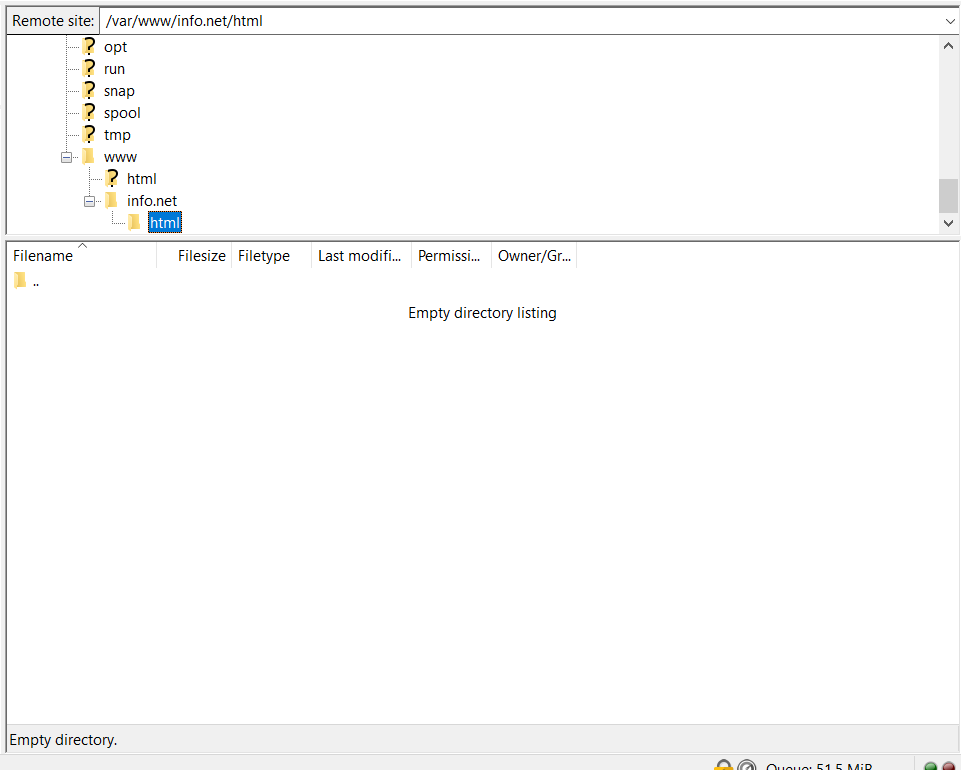 Remote site: /var/www/info.net/html
opt
run
snap
spool
tmp
www
html
info.net
html
Filename Filesize Filetype Last modifi... Permissi... Owner/Gr...
..
Empty directory listing
Empty directory.
Queue: 51.5 MiB